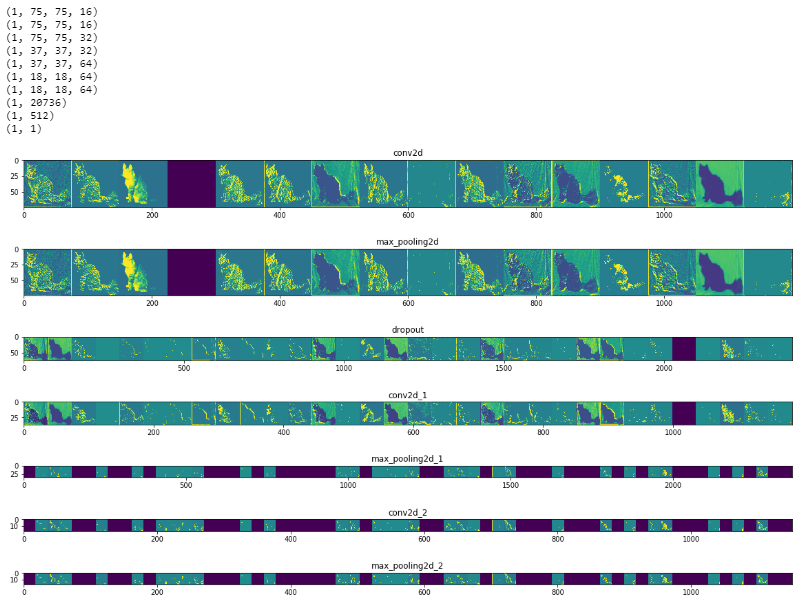 (1, 75, 75, 16)
(1, 75, 75, 16)
(1, 75, 75, 32)
(1, 37, 37, 32)
(1, 37, 37, 64)
(1, 18, 18, 64)
(1, 18, 18, 64)
(1, 20736)
(1, 512)
(1, 1)
conv2d
0
25
50
0 200 400 600 800 1000
max_pooling2d
0
25
50
0 200 400 600 800 1000
dropout
0
50
0 500 1000 1500 2000
conv2d_1
0
25
0 200 400 600 800 1000
max_pooling2d_1
0
25
0 500 1000 1500 2000
conv2d_2
0
10
0 200 400 600 800 1000
max_pooling2d_2
0
10
0 200 400 600 800 1000